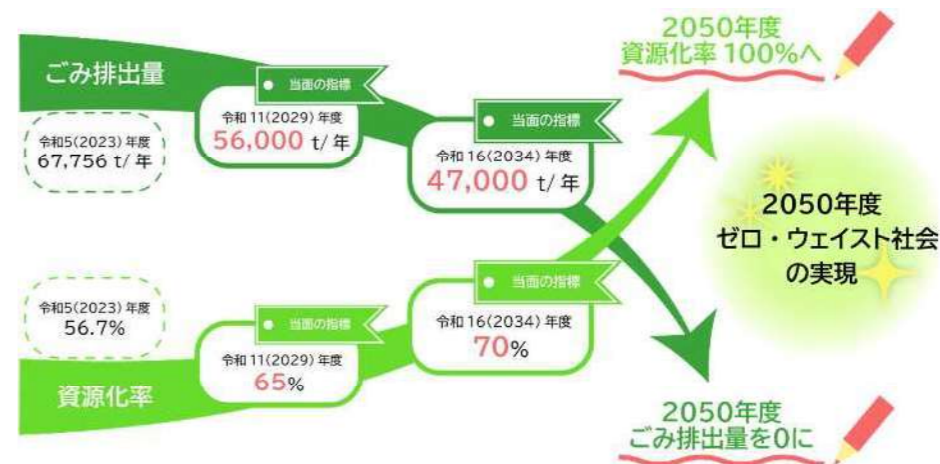 ごみ排出量
令和5(2023)年度
67,756 t/年
当面の指標
令和11(2029)年度
56,000 t/年
当面の指標
令和16(2034)年度
47,000 t/年
2050年度
資源化率100%へ
2050年度
ゼロ・ウェイスト社会
の実現
令和5(2023)年度
56.7%
資源化率
当面の指標
令和11(2029)年度
65%
当面の指標
令和16(2034)年度
70%
2050年度
ごみ排出量を0に